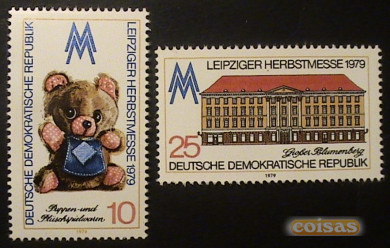 DEUTSCHE DEMOKRATISCHE REPUBLIK
LEIPZIGER HERBSTMESSE 1979
Puppen- und
Plüschspielwaren
10
1979
LEIPZIGER HERBSTMESSE 1979
25
Großer Blumenberg
DEUTSCHE DEMOKRATISCHE REPUBLIK
1979
coisas